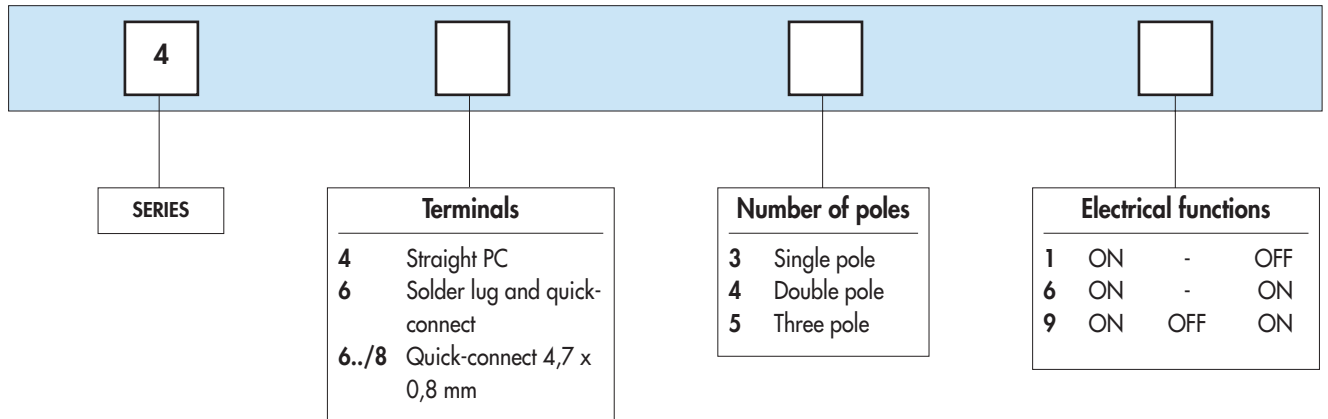 4
SERIES
Terminals
4 Straight PC
6 Solder lug and quick-
connect
6../8 Quick-connect 4,7 x
0,8 mm
Number of poles
3 Single pole
4 Double pole
5 Three pole
Electrical functions
1 ON - OFF
6 ON - ON
9 ON OFF ON